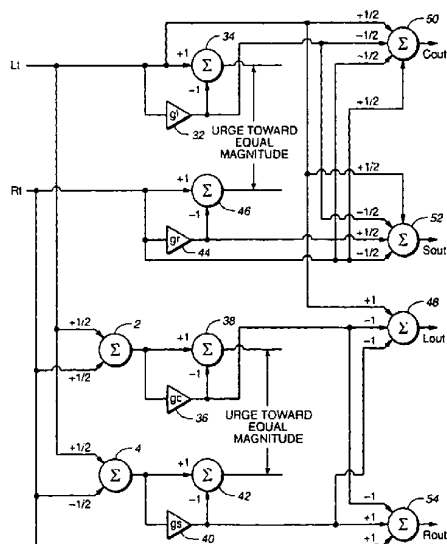 +1/2
50
34
-1/2
Σ
Lt
+1
Σ
-1/2
Cout
-1
gl
+1/2
32
URGE TOWARD
EQUAL
MAGNITUDE
+1/2
Rt
+1
Σ
-1/2
52
-1
46
+1/2
Σ
gr
-1/2
Sout
44
+1
48
2
38
+1/2
Σ
+1
Σ
-1
Σ
Lout
-1
-1
+1/2
gc
36
URGE TOWARD
EQUAL
MAGNITUDE
4
+1/2
Σ
+1
Σ
-1
54
-1/2
-1
42
+1
Σ
gs
+1
Rout
40